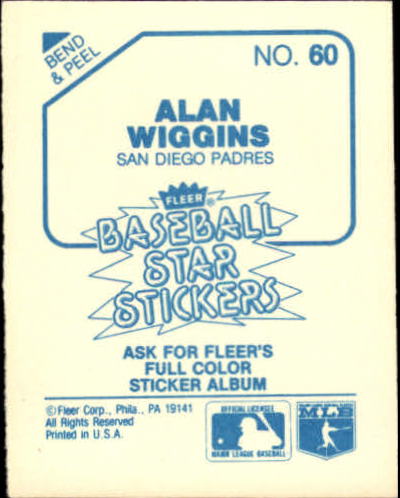 BEND
& PEEL
NO. 60
ALAN
WIGGINS
SAN DIEGO PADRES
FLEER®
BASEBALL
STAR
STICKERS
ASK FOR FLEER'S
FULL COLOR
STICKER ALBUM
© Fleer Corp., Phila., PA 19141
All Rights Reserved
Printed in U.S.A.
OFFICIAL LICENSEE
MAJOR LEAGUE BASEBALL
MLB